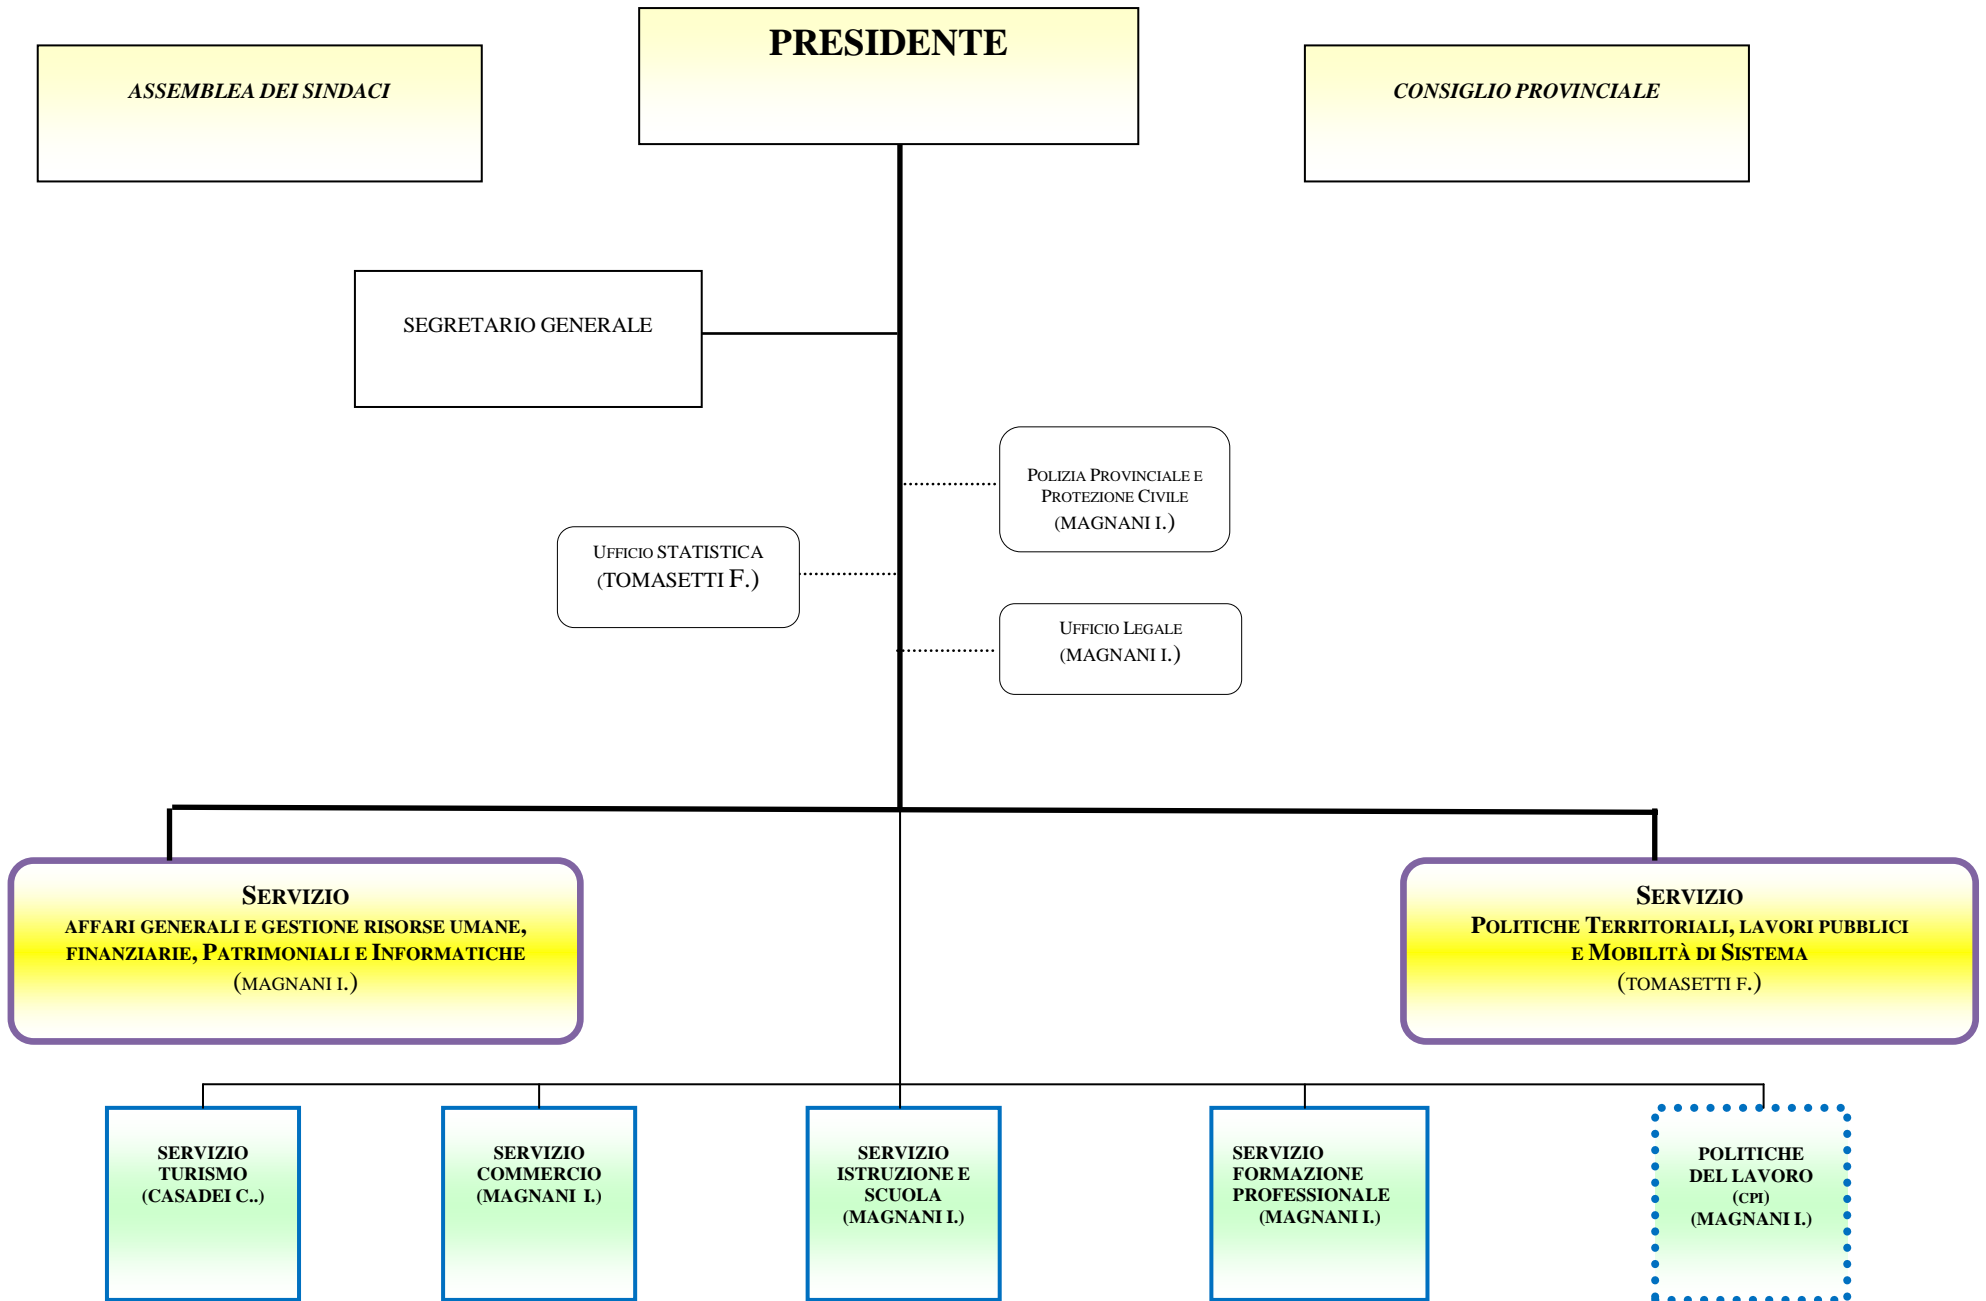 PRESIDENTE
ASSEMBLEA DEI SINDACI
CONSIGLIO PROVINCIALE
SEGRETARIO GENERALE
POLIZIA PROVINCIALE E
PROTEZIONE CIVILE
(MAGNANI I.)
UFFICIO STATISTICA
(TOMASETTI F.)
UFFICIO LEGALE
(MAGNANI I.)
SERVIZIO
AFFARI GENERALI E GESTIONE RISORSE UMANE,
FINANZIARIE, PATRIMONIALI E INFORMATICHE
(MAGNANI I.)
SERVIZIO
POLITICHE TERRITORIALI, LAVORI PUBBLICI
E MOBILITÀ DI SISTEMA
(TOMASETTI F.)
SERVIZIO
TURISMO
(CASADEI C..)
SERVIZIO
COMMERCIO
(MAGNANI I.)
SERVIZIO
ISTRUZIONE E
SCUOLA
(MAGNANI I.)
SERVIZIO
FORMAZIONE
PROFESSIONALE
(MAGNANI I.)
POLITICHE
DEL LAVORO
(CPI)
(MAGNANI I.)